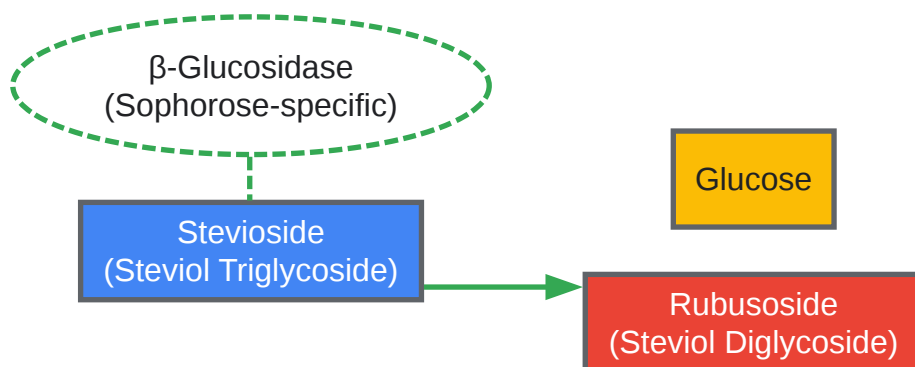 β-Glucosidase
(Sophorose-specific)
Glucose
Stevioside
(Steviol Triglycoside)
Rubusoside
(Steviol Diglycoside)